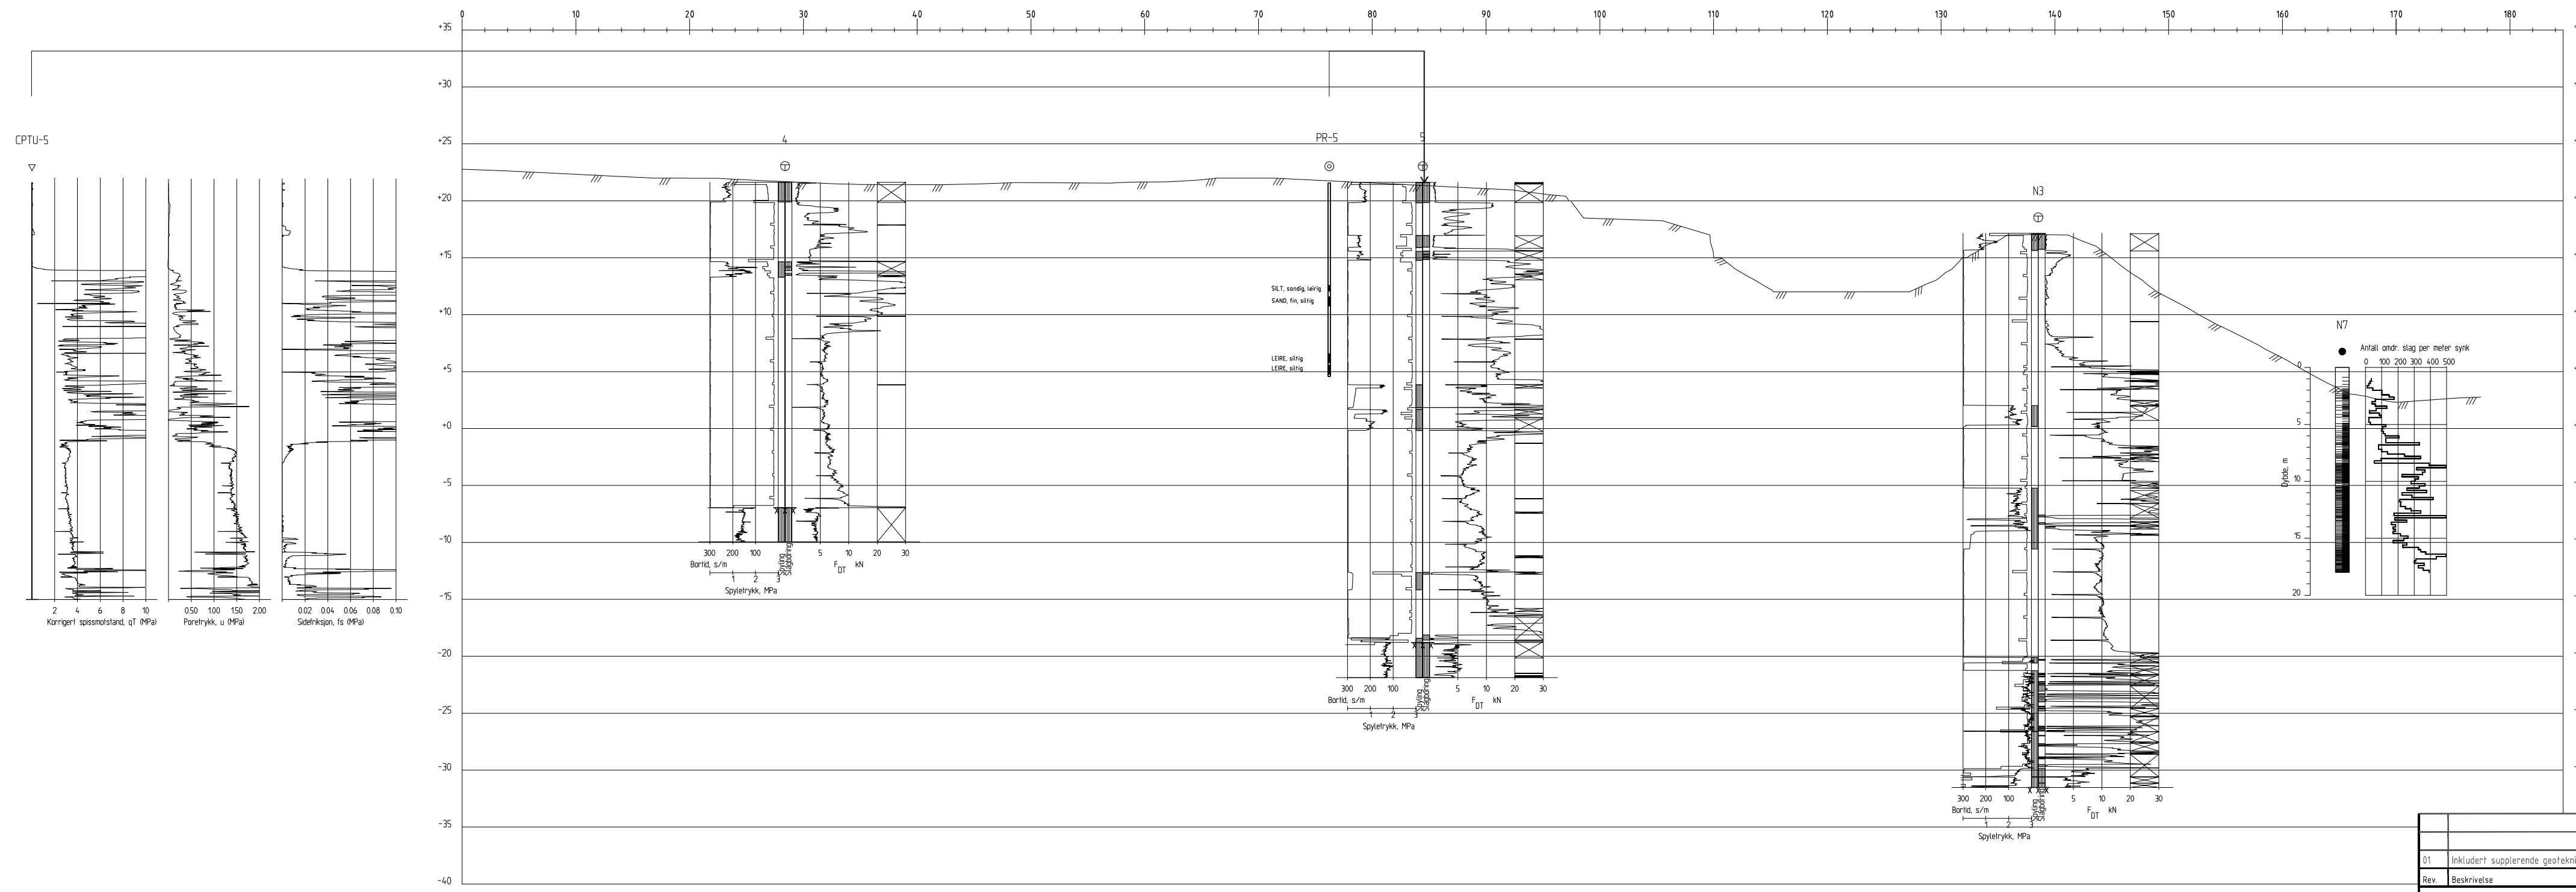 0 10 20 30 40 50 60 70 80 90 100 110 120 130 140 150 160 170 180
+35
+30
+25
+20
+15
+10
+5
+0
-5
-10
-15
-20
-25
-30
-35
-40
CPTU-5
2 4 6 8 10
Korrigert spissmotstand, qT (MPa)
0.50 1.00 1.50 2.00
Poretrykk, u (MPa)
0.02 0.04 0.06 0.08 0.10
Sidefriksjon, fs (MPa)
4
300 200 100
Bortid, s/m
1 2 3
Spyletrykk, MPa
Spyling
Slagboring
5 10 20 30
F DT kN
PR-5
SILT, sandig, leirig
SAND, fin, siltig
LEIRE, siltig
LEIRE, siltig
5
300 200 100
Bortid, s/m
1 2 3
Spyletrykk, MPa
Spyling
Slagboring
5 10 20 30
F DT kN
N3
300 200 100
Bortid, s/m
1 2 3
Spyletrykk, MPa
Spyling
Slagboring
5 10 20 30
F DT kN
N7
Antall omdr. slag per meter synk
0 100 200 300 400 500
0
5
10
15
20
Dybde, m
01 Inkludert supplerende geotekni
Rev. Beskrivelse